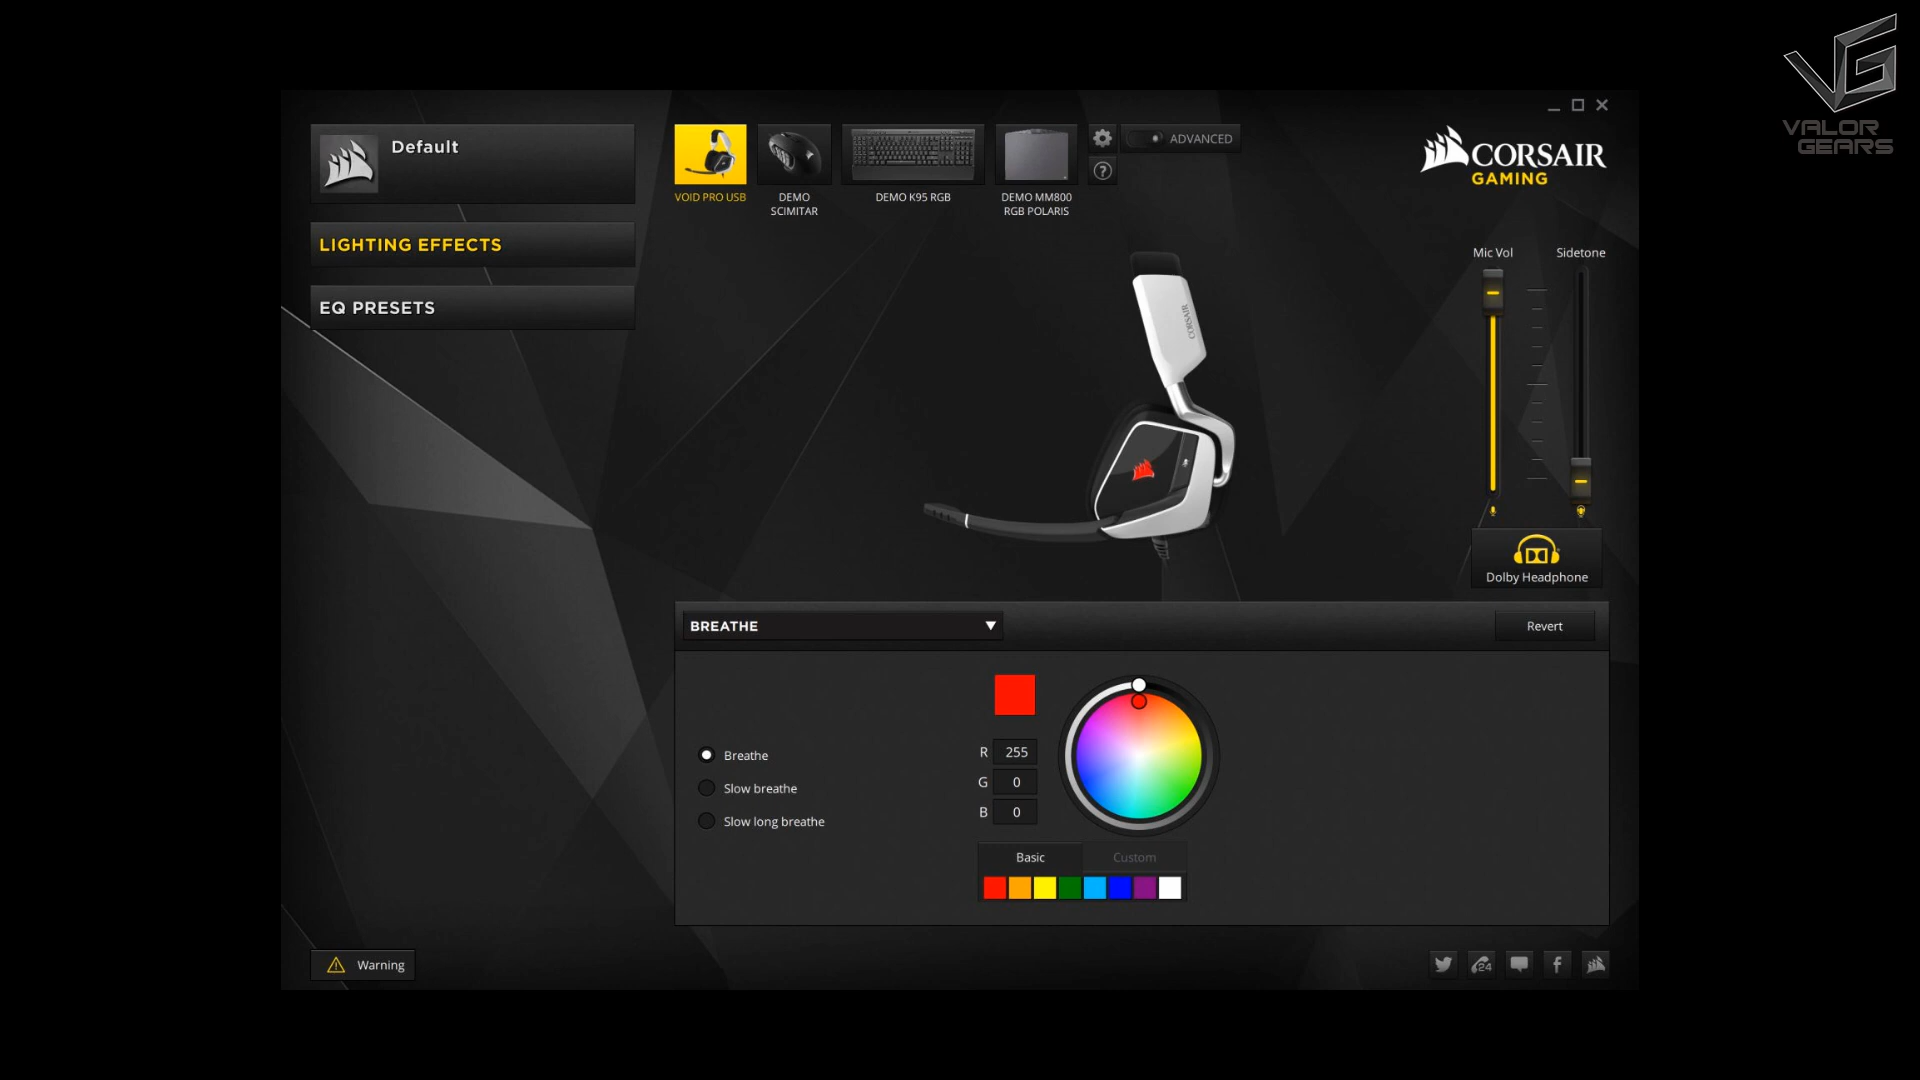 VALOR
GEARS
Default
VOID PRO USB
DEMO
SCIMITAR
DEMO K95 RGB
DEMO MM800
RGB POLARIS
?
ADVANCED
CORSAIR
GAMING
LIGHTING EFFECTS
EQ PRESETS
Mic Vol
Sidetone
CORSAIR
Dolby Headphone
BREATHE
Revert
Breathe
Slow breathe
Slow long breathe
R 255
G 0
B 0
Basic
Custom
Warning
24